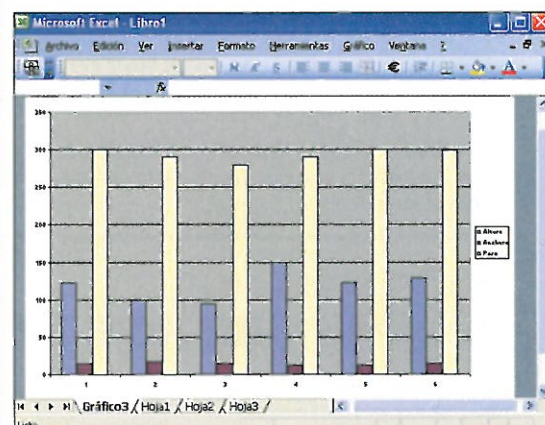 Microsoft Excel - Libro1
Archivo Edición Ver Insertar Formato Herramientas Gráfico Ventana ?
N K S € A
fx
350
300
250
200
150
100
50
0
1 2 3 4 5 6
Altura
Anchura
Peso
Gráfico3 Hoja1 Hoja2 Hoja3
Listo